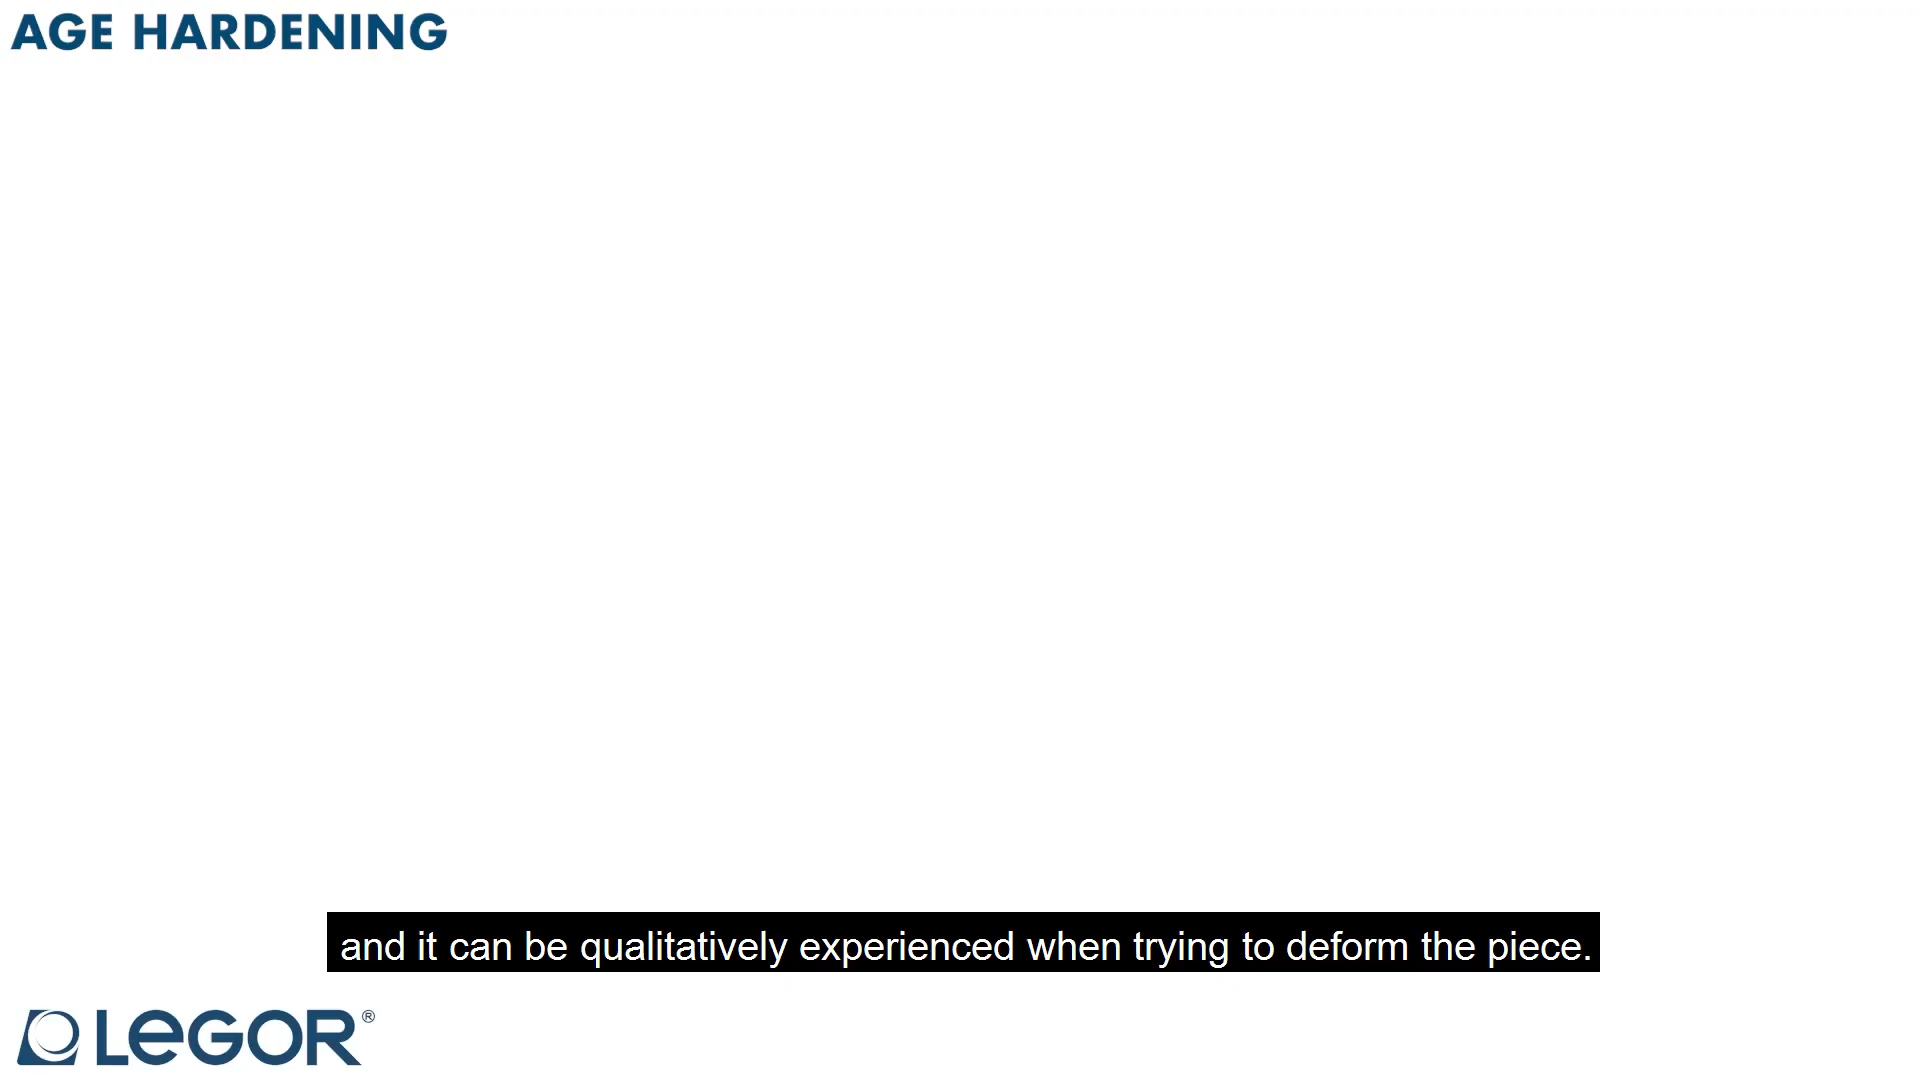 AGE HARDENING
and it can be qualitatively experienced when trying to deform the piece.
LEGOR®